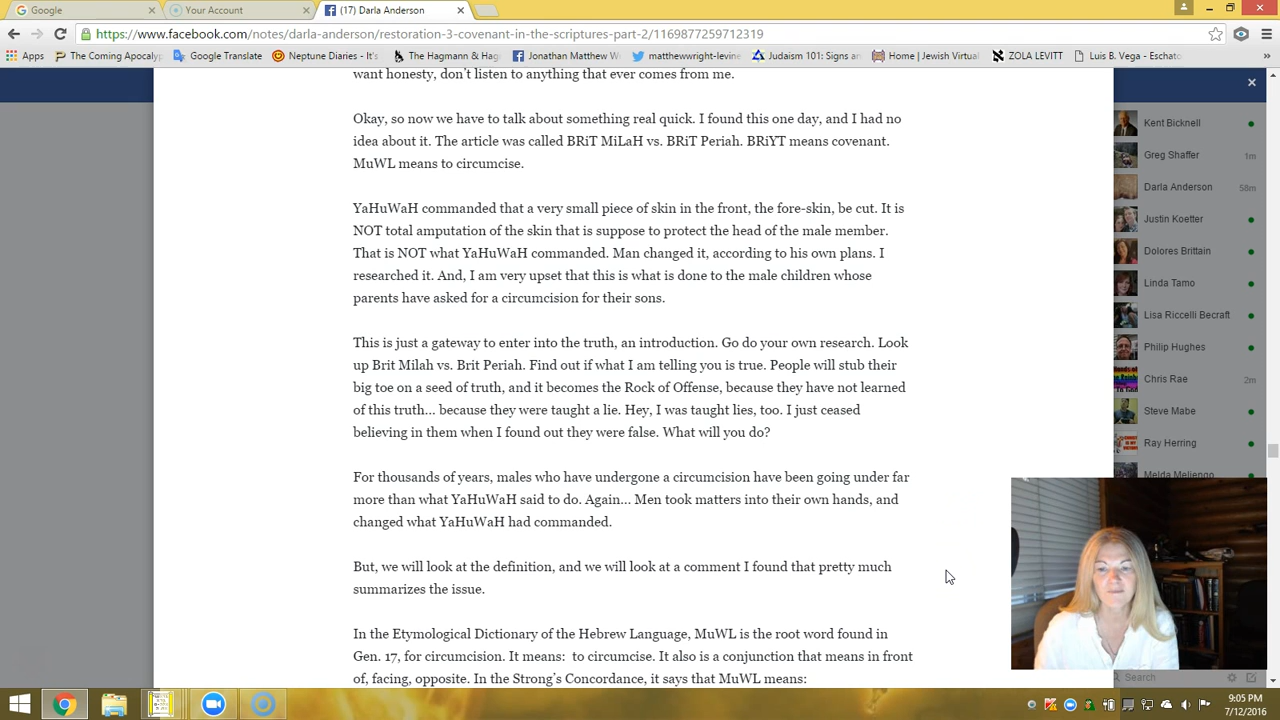 Google
Your Account
(17) Darla Anderson
https://www.facebook.com/notes/darla-anderson/restoration-3-covenant-in-the-scriptures-part-2/1169877259712319
Apps
The Coming Apocalyp
The Hagmann & Hagm
Google Translate
Neptune Diaries - It's
Jonathan Matthew W
matthewwright-levine
Judaism 101: Signs an
Home | Jewish Virtual
ZOLA LEVITT
Luis B. Vega - Eschato
want honesty, don't listen to anything that ever comes from me.
Okay, so now we have to talk about something real quick. I found this one day, and I had no
idea about it. The article was called BRiT MiLaH vs. BRiT Periah. BRiYT means covenant.
MuWL means to circumcise.
YaHuWaH commanded that a very small piece of skin in the front, the fore-skin, be cut. It is
NOT total amputation of the skin that is suppose to protect the head of the male member.
That is NOT what YaHuWaH commanded. Man changed it, according to his own plans. I
researched it. And, I am very upset that this is what is done to the male children whose
parents have asked for a circumcision for their sons.
This is just a gateway to enter into the truth, an introduction. Go do your own research. Look
up Brit Milah vs. Brit Periah. Find out if what I am telling you is true. People will stub their
big toe on a seed of truth, and it becomes the Rock of Offense, because they have not learned
of this truth... because they were taught a lie. Hey, I was taught lies, too. I just ceased
believing in them when I found out they were false. What will you do?
For thousands of years, males who have undergone a circumcision have been going under far
more than what YaHuWaH said to do. Again... Men took matters into their own hands, and
changed what YaHuWaH had commanded.
But, we will look at the definition, and we will look at a comment I found that pretty much
summarizes the issue.
In the Etymological Dictionary of the Hebrew Language, MuWL is the root word found in
Gen. 17, for circumcision. It means:  to circumcise. It also is a conjunction that means in front
of, facing, opposite. In the Strong's Concordance, it says that MuWL means:
Kent Bicknell
Greg Shaffer 1m
Darla Anderson 58m
Justin Koetter
Dolores Brittain
Linda Tamo
Lisa Riccelli Becraft
Philip Hughes
Chris Rae 2m
Steve Mabe
Ray Herring
Melda Meliengo
Search
9:05 PM
7/12/2016